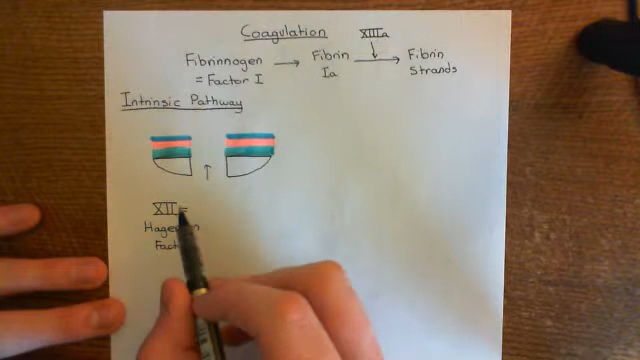 Coagulation
XIIIa
Fibrinnogen → Fibrin → Fibrin
= Factor I Ia Strands
Intrinsic Pathway
↑
XII=